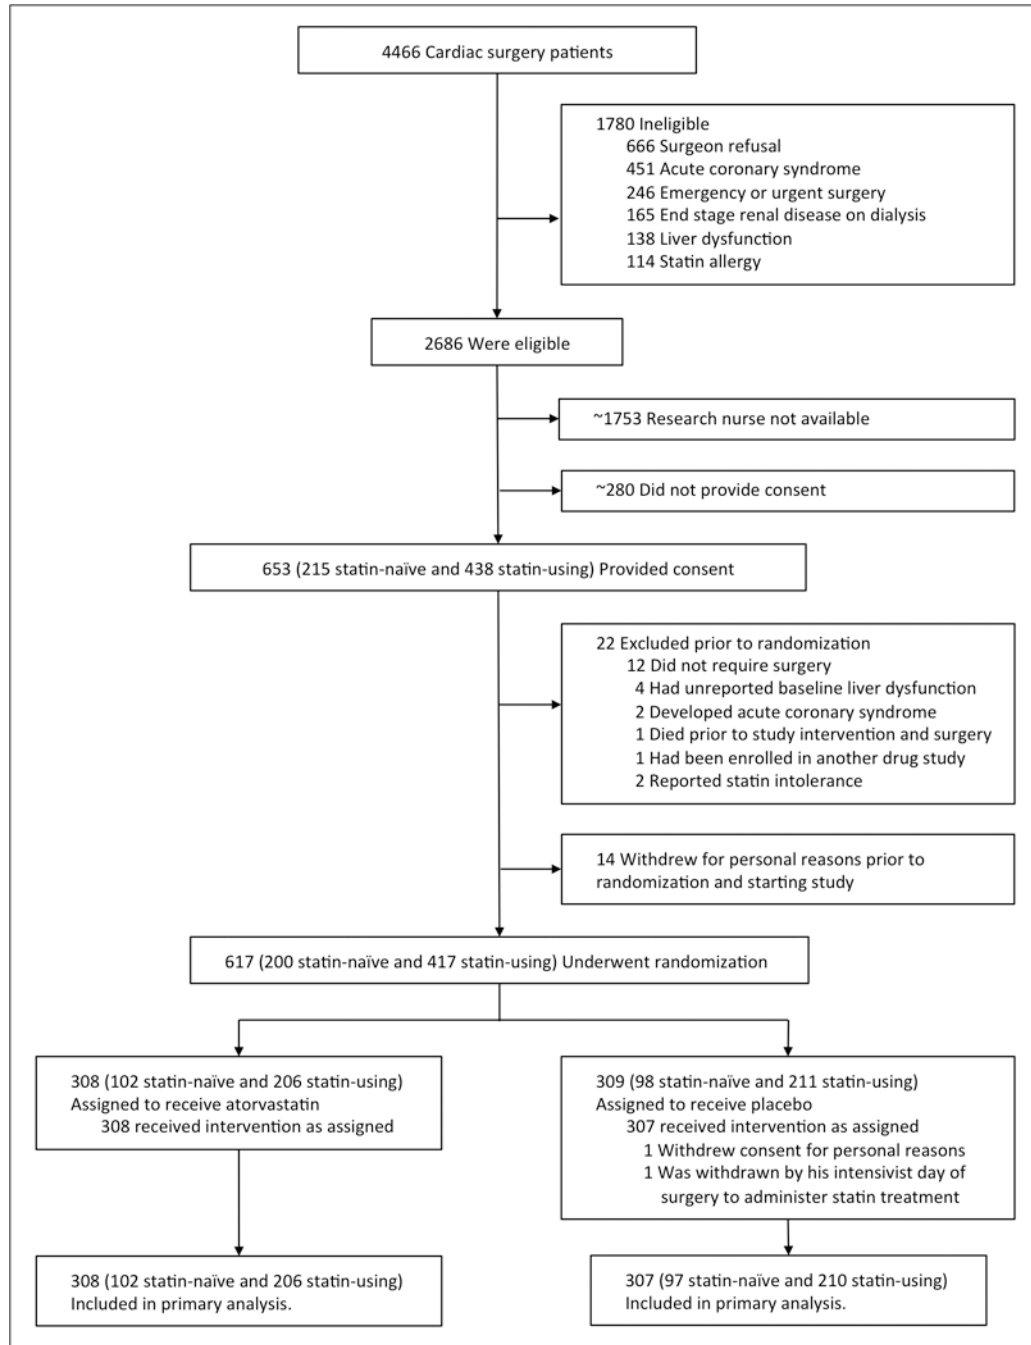 4466 Cardiac surgery patients
1780 Ineligible
666 Surgeon refusal
451 Acute coronary syndrome
246 Emergency or urgent surgery
165 End stage renal disease on dialysis
138 Liver dysfunction
114 Statin allergy
2686 Were eligible
~1753 Research nurse not available
~280 Did not provide consent
653 (215 statin-naïve and 438 statin-using) Provided consent
22 Excluded prior to randomization
12 Did not require surgery
4 Had unreported baseline liver dysfunction
2 Developed acute coronary syndrome
1 Died prior to study intervention and surgery
1 Had been enrolled in another drug study
2 Reported statin intolerance
14 Withdrew for personal reasons prior to
randomization and starting study
617 (200 statin-naïve and 417 statin-using) Underwent randomization
308 (102 statin-naïve and 206 statin-using)
Assigned to receive atorvastatin
308 received intervention as assigned
309 (98 statin-naïve and 211 statin-using)
Assigned to receive placebo
307 received intervention as assigned
1 Withdrew consent for personal reasons
1 Was withdrawn by his intensivist day of
surgery to administer statin treatment
308 (102 statin-naïve and 206 statin-using)
Included in primary analysis.
307 (97 statin-naïve and 210 statin-using)
Included in primary analysis.